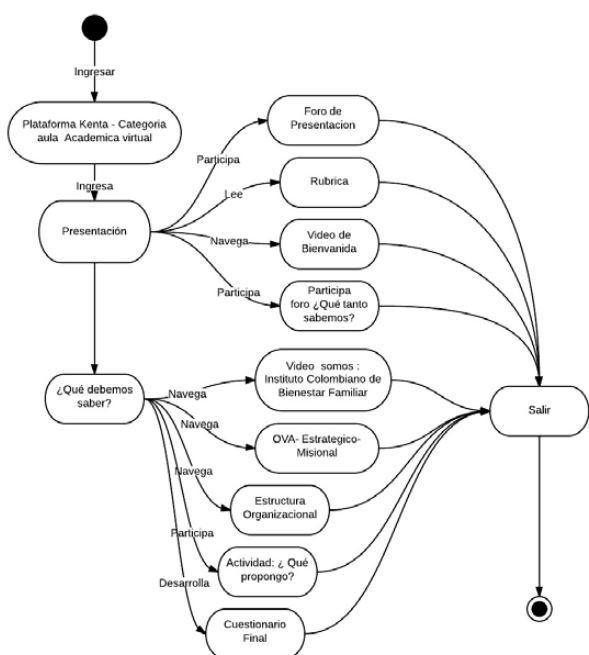 Ingresar
Plataforma Kenta - Categoria
aula Academica virtual
Ingresa
Presentación
Participa
Foro de
Presentacion
Lee
Rubrica
Navega
Video de
Bienvanida
Participa
Participa
foro ¿Qué tanto
sabemos?
¿Qué debemos
saber?
Navega
Video somos :
Instituto Colombiano de
Bienestar Familiar
Navega
OVA- Estrategico-
Misional
Navega
Estructura
Organizacional
Participa
Actividad: ¿ Qué
propongo?
Desarrolla
Cuestionario
Final
Salir